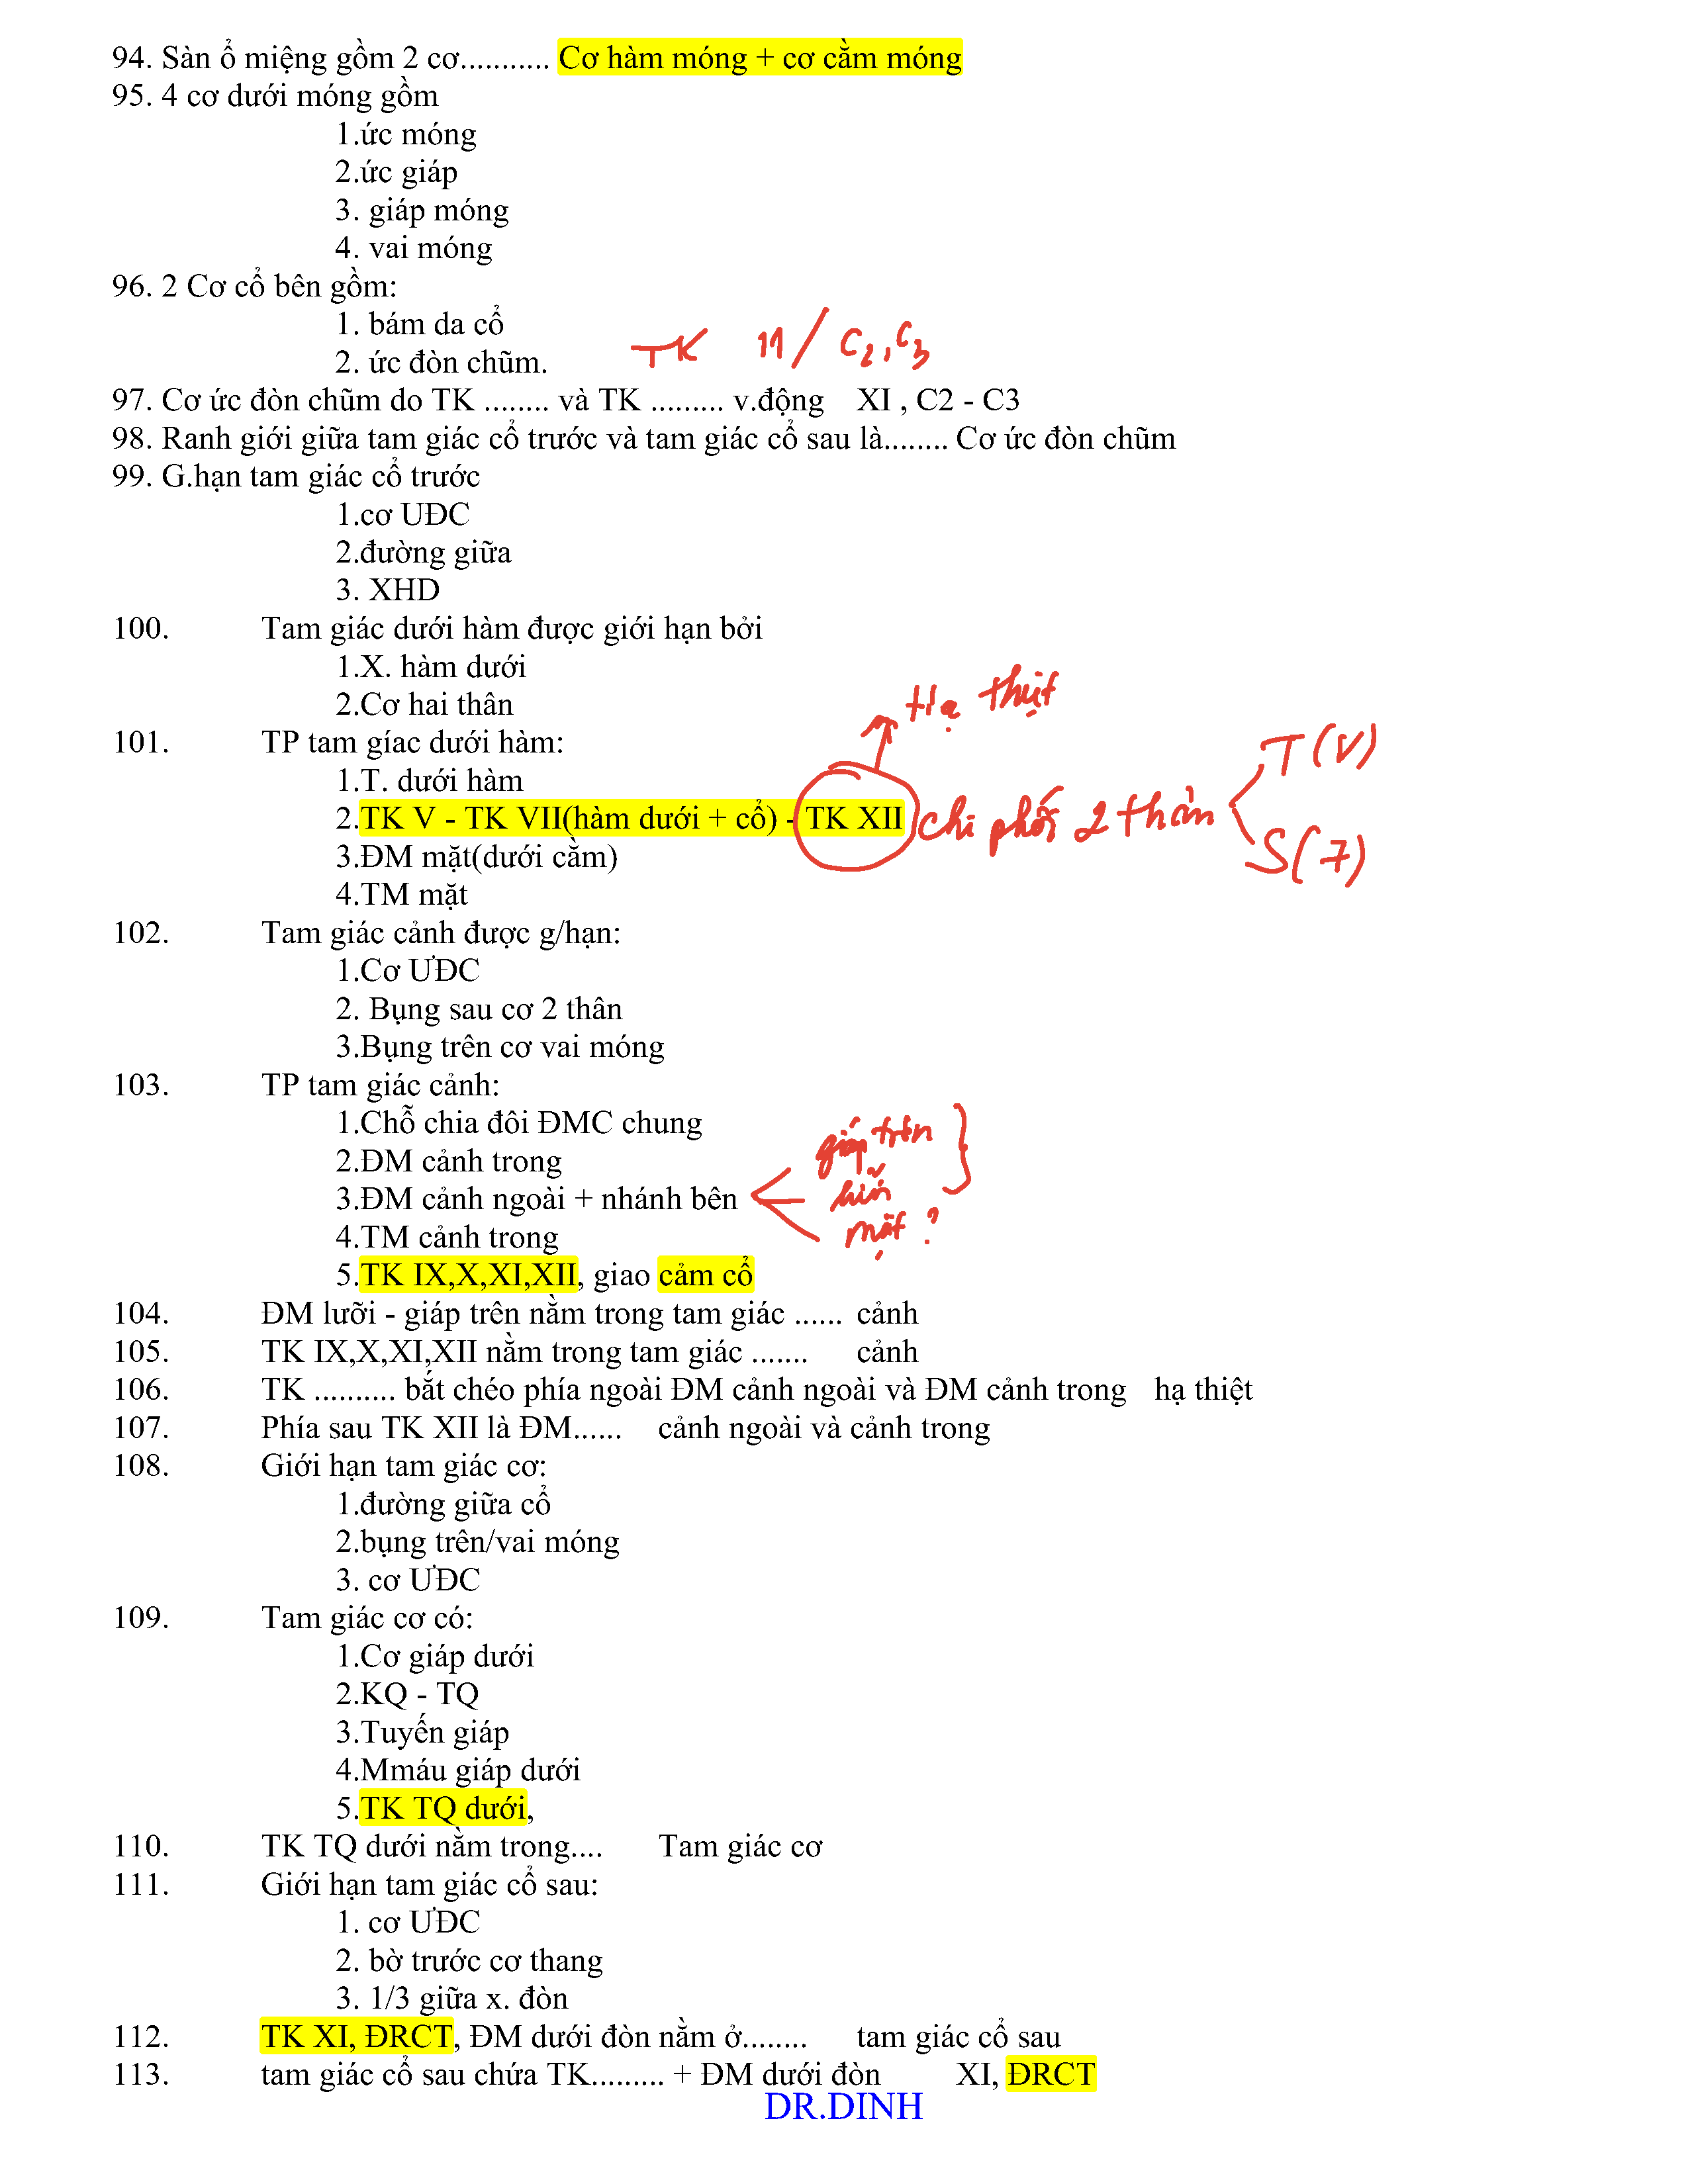 94. Sàn ổ miệng gồm 2 cơ........... Cơ hàm móng + cơ cằm móng
95. 4 cơ dưới móng gồm
1.ức móng
2.ức giáp
3. giáp móng
4. vai móng
96. 2 Cơ cổ bên gồm:
1. bám da cổ
2. ức đòn chũm. TK 11 / C2, C3
97. Cơ ức đòn chũm do TK ........ và TK ......... v.động XI , C2 - C3
98. Ranh giới giữa tam giác cổ trước và tam giác cổ sau là........ Cơ ức đòn chũm
99. G.hạn tam giác cổ trước
1.cơ UĐC
2.đường giữa
3. XHD
100. Tam giác dưới hàm được giới hạn bởi
1.X. hàm dưới
2.Cơ hai thân Hạ thiệt
101. TP tam gíac dưới hàm: T (V)
1.T. dưới hàm
2.TK V - TK VII(hàm dưới + cổ) - TK XII chi phối 2 thân
3.ĐM mặt(dưới cằm) S (7)
4.TM mặt
102. Tam giác cảnh được g/hạn:
1.Cơ ƯĐC
2. Bụng sau cơ 2 thân
3.Bụng trên cơ vai móng
103. TP tam giác cảnh:
1.Chỗ chia đôi ĐMC chung giáp trên
2.ĐM cảnh trong
3.ĐM cảnh ngoài + nhánh bên
4.TM cảnh trong mặt ?
5.TK IX,X,XI,XII, giao cảm cổ
104. ĐM lưỡi - giáp trên nằm trong tam giác ...... cảnh
105. TK IX,X,XI,XII nằm trong tam giác ....... cảnh
106. TK .......... bắt chéo phía ngoài ĐM cảnh ngoài và ĐM cảnh trong hạ thiệt
107. Phía sau TK XII là ĐM...... cảnh ngoài và cảnh trong
108. Giới hạn tam giác cơ:
1.đường giữa cổ
2.bụng trên/vai móng
3. cơ ƯĐC
109. Tam giác cơ có:
1.Cơ giáp dưới
2.KQ - TQ
3.Tuyến giáp
4.Mmáu giáp dưới
5.TK TQ dưới,
110. TK TQ dưới nằm trong.... Tam giác cơ
111. Giới hạn tam giác cổ sau:
1. cơ ƯĐC
2. bờ trước cơ thang
3. 1/3 giữa x. đòn
112. TK XI, ĐRCT, ĐM dưới đòn nằm ở........ tam giác cổ sau
113. tam giác cổ sau chứa TK......... + ĐM dưới đòn XI, ĐRCT
DR.DINH